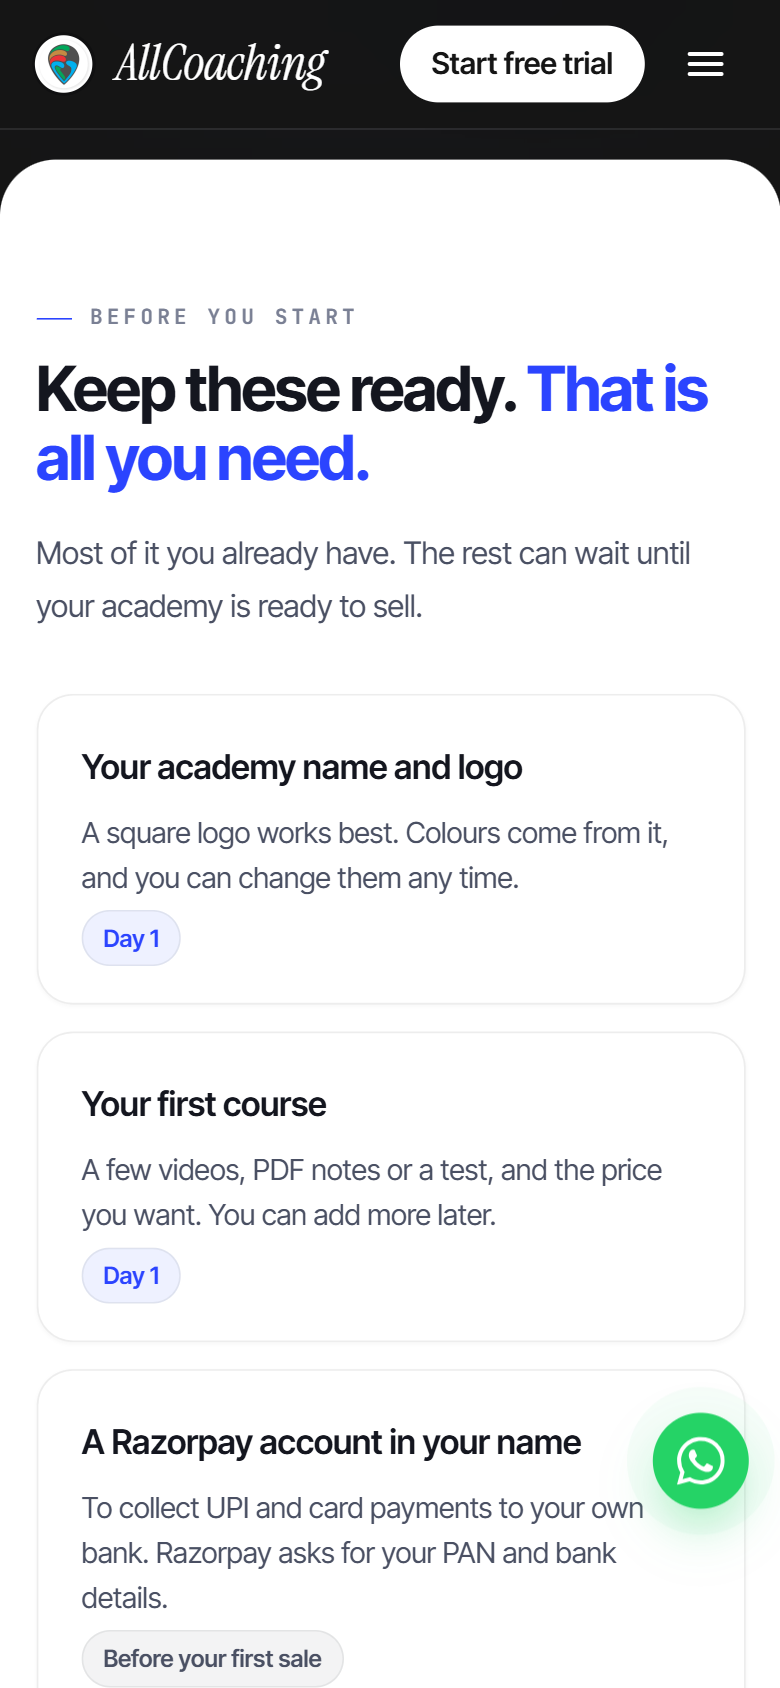 AllCoaching
Start free trial
BEFORE YOU START
Keep these ready. That is
all you need.
Most of it you already have. The rest can wait until
your academy is ready to sell.
Your academy name and logo
A square logo works best. Colours come from it,
and you can change them any time.
Day 1
Your first course
A few videos, PDF notes or a test, and the price
you want. You can add more later.
Day 1
A Razorpay account in your name
To collect UPI and card payments to your own
bank. Razorpay asks for your PAN and bank
details.
Before your first sale